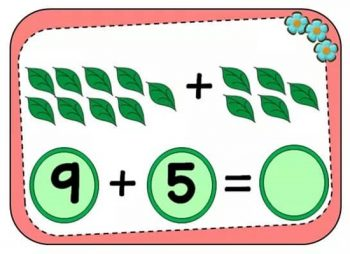 +
9 + 5 =